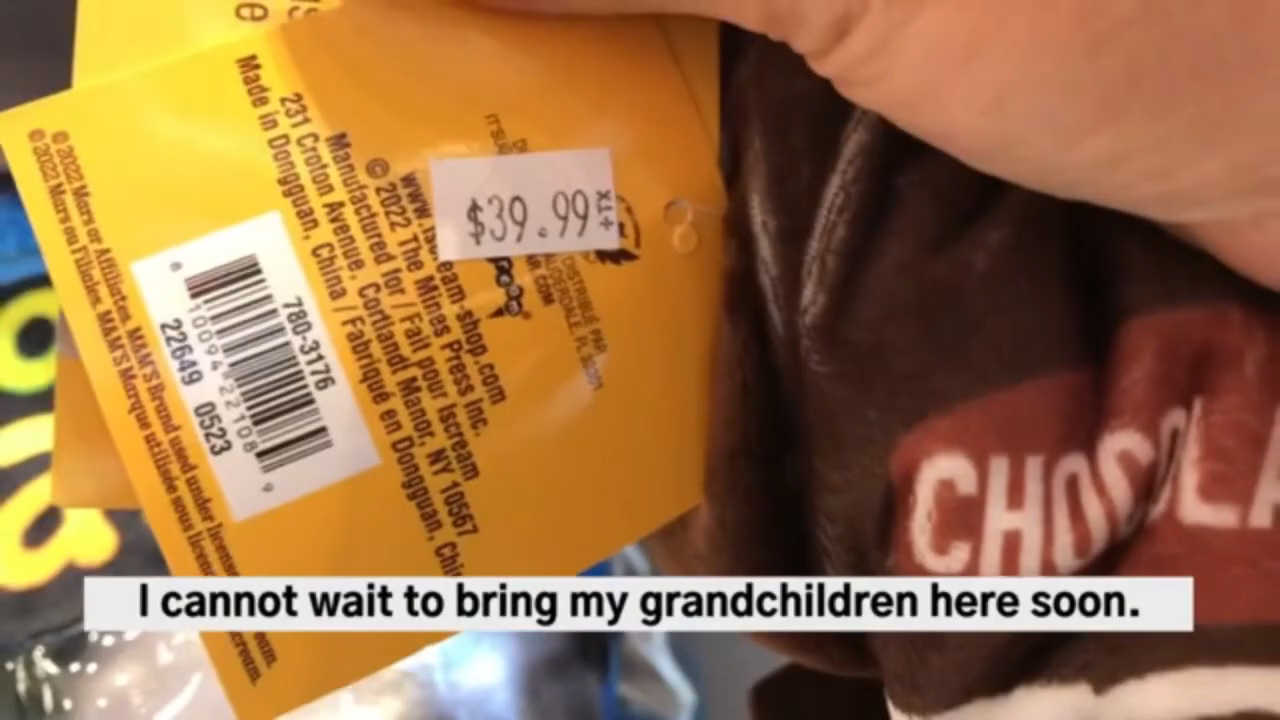 $39.99
+TX
www.iscream-shop.com
© 2022 The Mines Press Inc.
Manufactured for / Fait pour Iscream
231 Croton Avenue, Cortlandt Manor, NY 10567
Made in Dongguan, China / Fabriqué en Dongguan, Chi
780-3176
22649 0523
© 2022 Mars or Affiliates. M&M'S Brand used under license
© 2022 Mars ou Filiales. M&M'S Marque utilisée sous licence
DISTRIBUÉ PAR
CHOCOLA
I cannot wait to bring my grandchildren here soon.